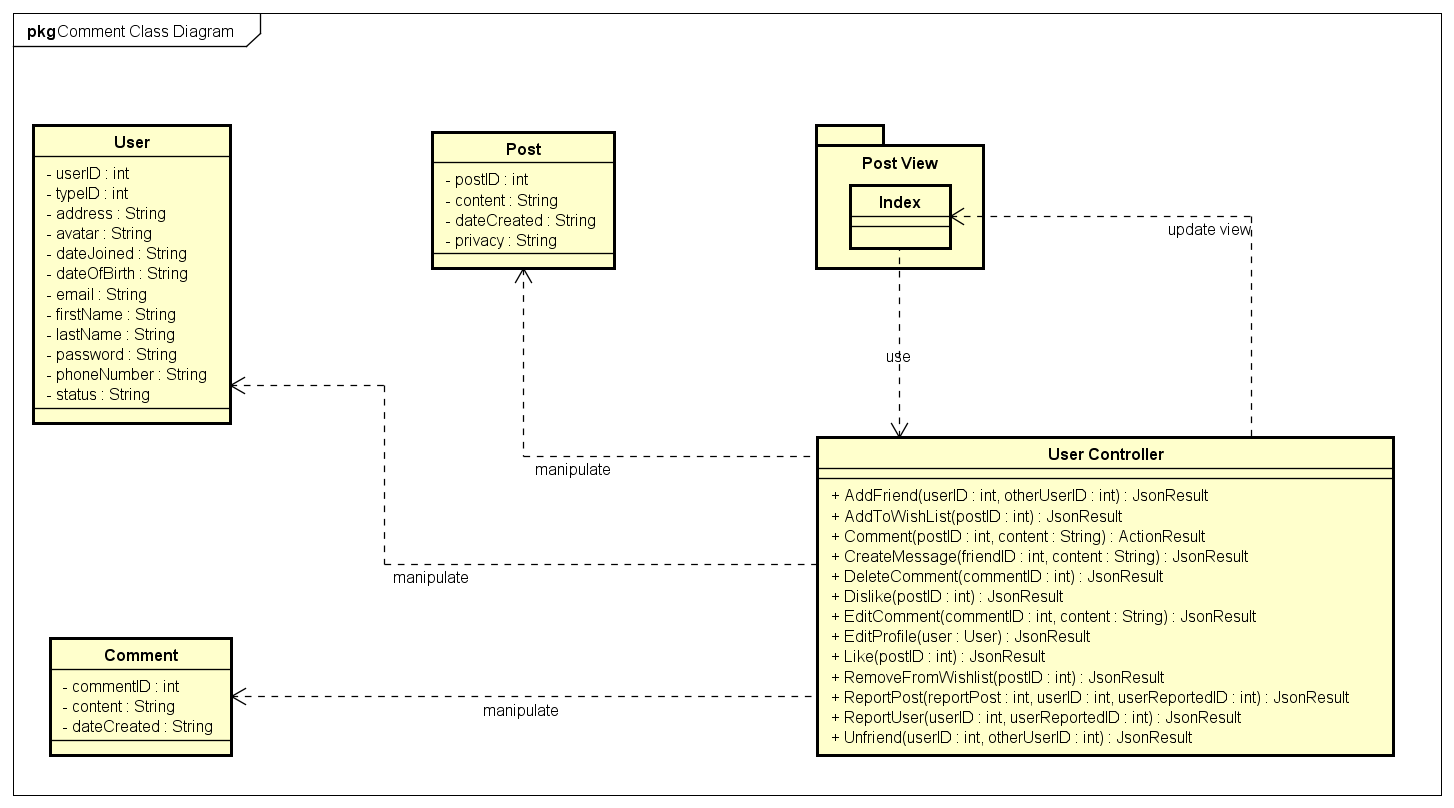 pkg Comment Class Diagram
User
- userID : int
- typeID : int
- address : String
- avatar : String
- dateJoined : String
- dateOfBirth : String
- email : String
- firstName : String
- lastName : String
- password : String
- phoneNumber : String
- status : String
Post
- postID : int
- content : String
- dateCreated : String
- privacy : String
Post View
Index
update view
use
manipulate
manipulate
manipulate
User Controller
+ AddFriend(userID : int, otherUserID : int) : JsonResult
+ AddToWishList(postID : int) : JsonResult
+ Comment(postID : int, content : String) : ActionResult
+ CreateMessage(friendID : int, content : String) : JsonResult
+ DeleteComment(commentID : int) : JsonResult
+ Dislike(postID : int) : JsonResult
+ EditComment(commentID : int, content : String) : JsonResult
+ EditProfile(user : User) : JsonResult
+ Like(postID : int) : JsonResult
+ RemoveFromWishlist(postID : int) : JsonResult
+ ReportPost(reportPost : int, userID : int, userReportedID : int) : JsonResult
+ ReportUser(userID : int, userReportedID : int) : JsonResult
+ Unfriend(userID : int, otherUserID : int) : JsonResult
Comment
- commentID : int
- content : String
- dateCreated : String